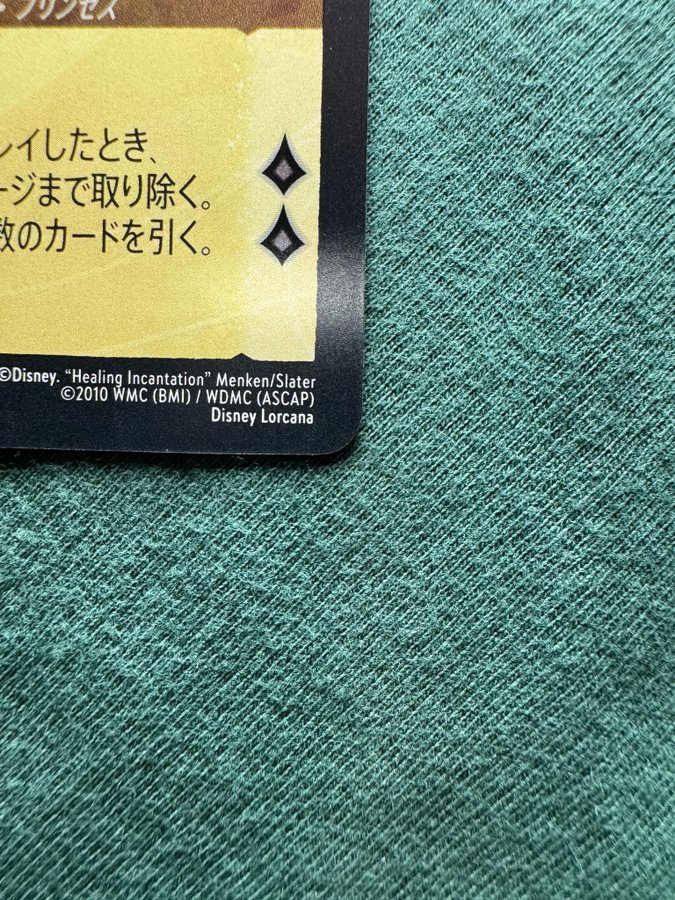 ・プリンセス
レイしたとき、
ージまで取り除く。
数のカードを引く。
©Disney. “Healing Incantation” Menken/Slater
©2010 WMC (BMI) / WDMC (ASCAP)
Disney Lorcana